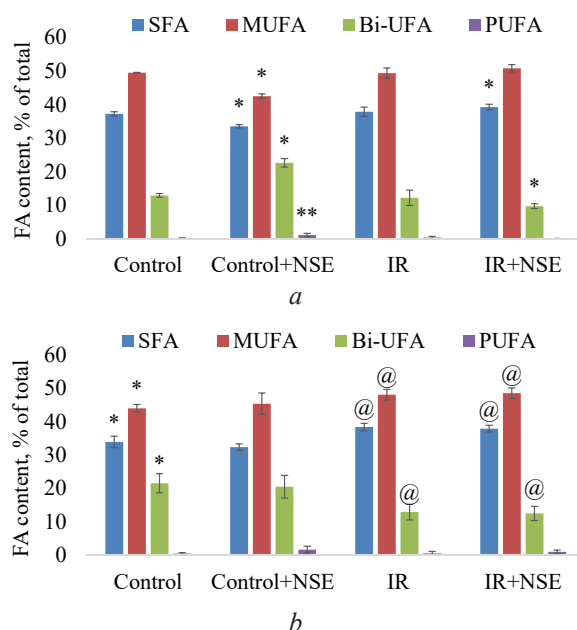 SFA MUFA Bi-UFA PUFA
FA content, % of total
60
50
40
30
20
10
0
* * * **
* *
Control Control+NSE IR IR+NSE
a
SFA MUFA Bi-UFA PUFA
FA content, % of total
60
50
40
30
20
10
0
* * *
@ @ @
@ @ @
Control Control+NSE IR IR+NSE
b